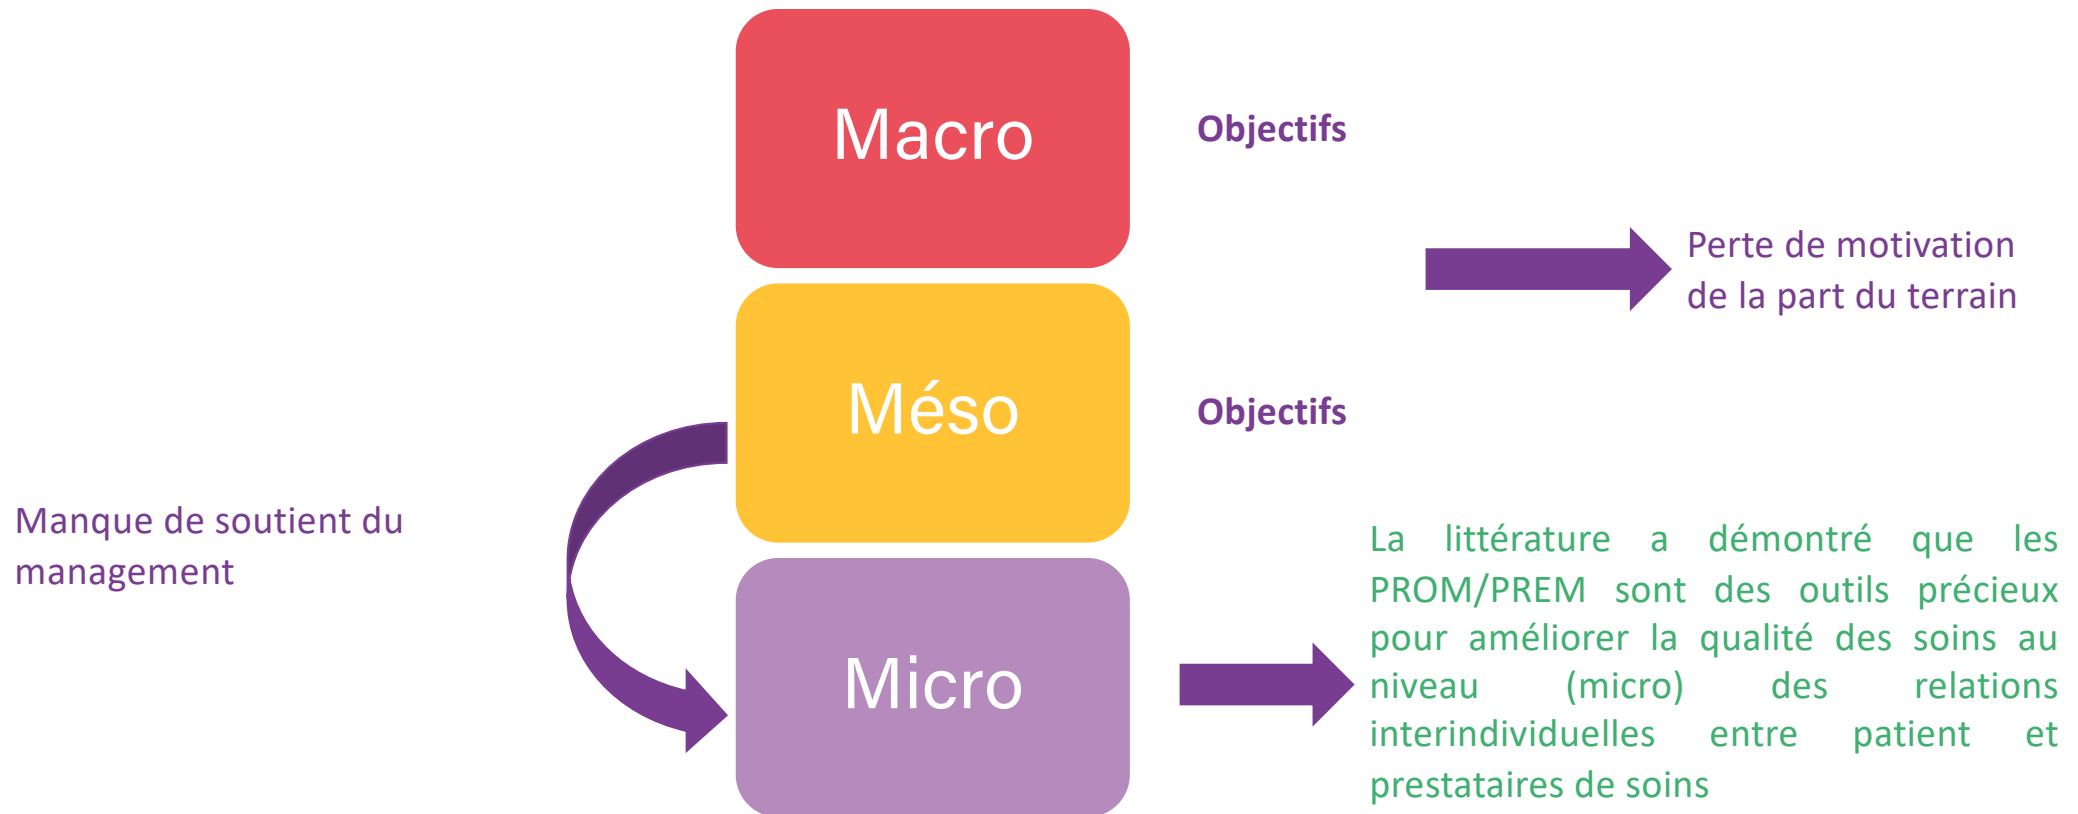 Macro
Objectifs
Perte de motivation
de la part du terrain
Méso
Objectifs
Manque de soutient du
management
Micro
La littérature a démontré que les
PROM/PREM sont des outils précieux
pour améliorer la qualité des soins au
niveau (micro) des relations
interindividuelles entre patient et
prestataires de soins